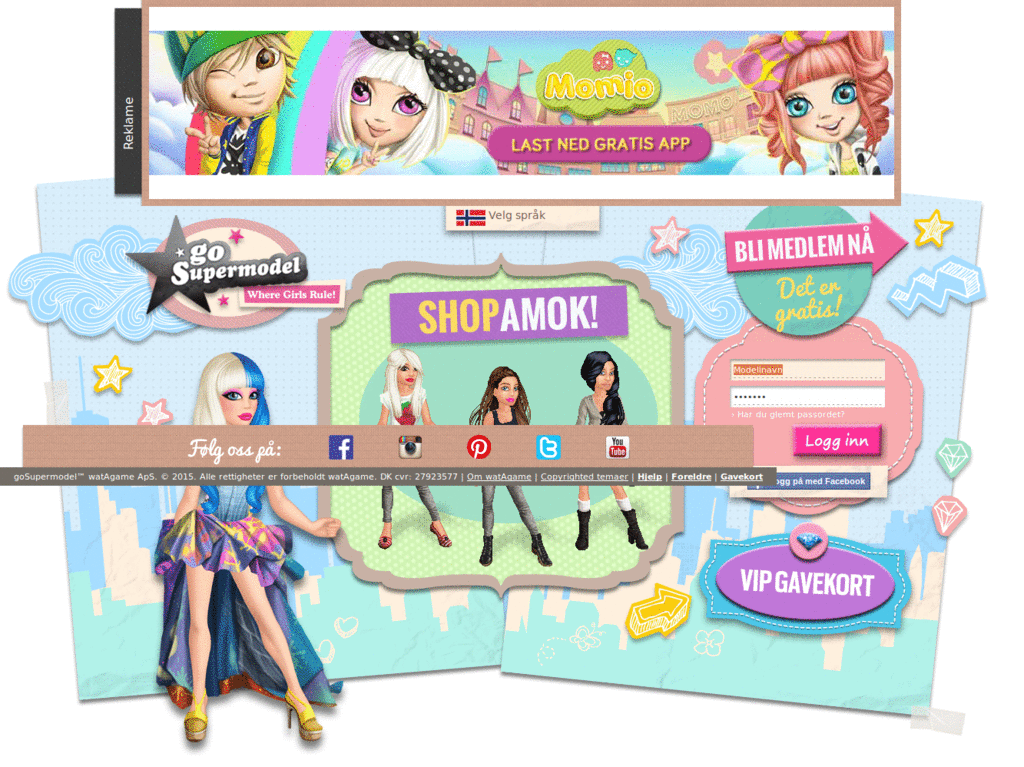 Reklame
Momio
MOMO
LAST NED GRATIS APP
Velg språk
go
Supermodel
Where Girls Rule!
SHOPAMOK!
BLI MEDLEM NÅ
Det er
gratis!
Modellnavn
•••••••
› Har du glemt passordet?
Logg inn
Følg oss på:
You
Tube
goSupermodel™ watAgame ApS. © 2015. Alle rettigheter er forbeholdt watAgame. DK cvr: 27923577 | Om watAgame | Copyrighted temaer | Hjelp | Foreldre | Gavekort
ogg på med Facebook
VIP GAVEKORT